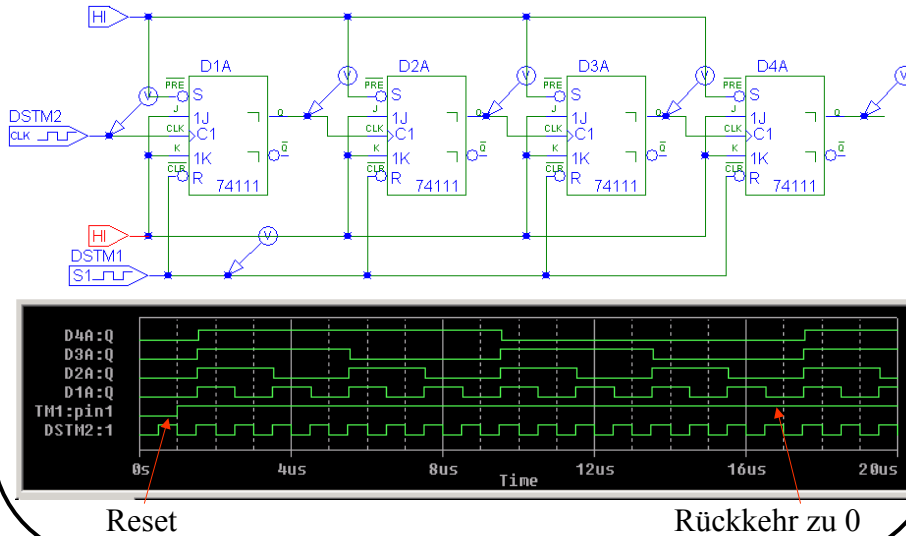 HI
D1A D2A D3A D4A
PRE PRE PRE PRE
S S S S
DSTM2
J J J J
1J Q 1J Q 1J Q 1J Q
CLK CLK CLK CLK CLK
C1 C1 C1 C1
K Q K Q K Q K Q
1K 1K 1K 1K
CLR CLR CLR CLR
R R R R
74111 74111 74111 74111
V V V V V
HI
V
DSTM1
S1
D4A:Q
D3A:Q
D2A:Q
D1A:Q
TM1:pin1
DSTM2:1
0s 4us 8us 12us 16us 20us
Time
Reset Rückkehr zu 0